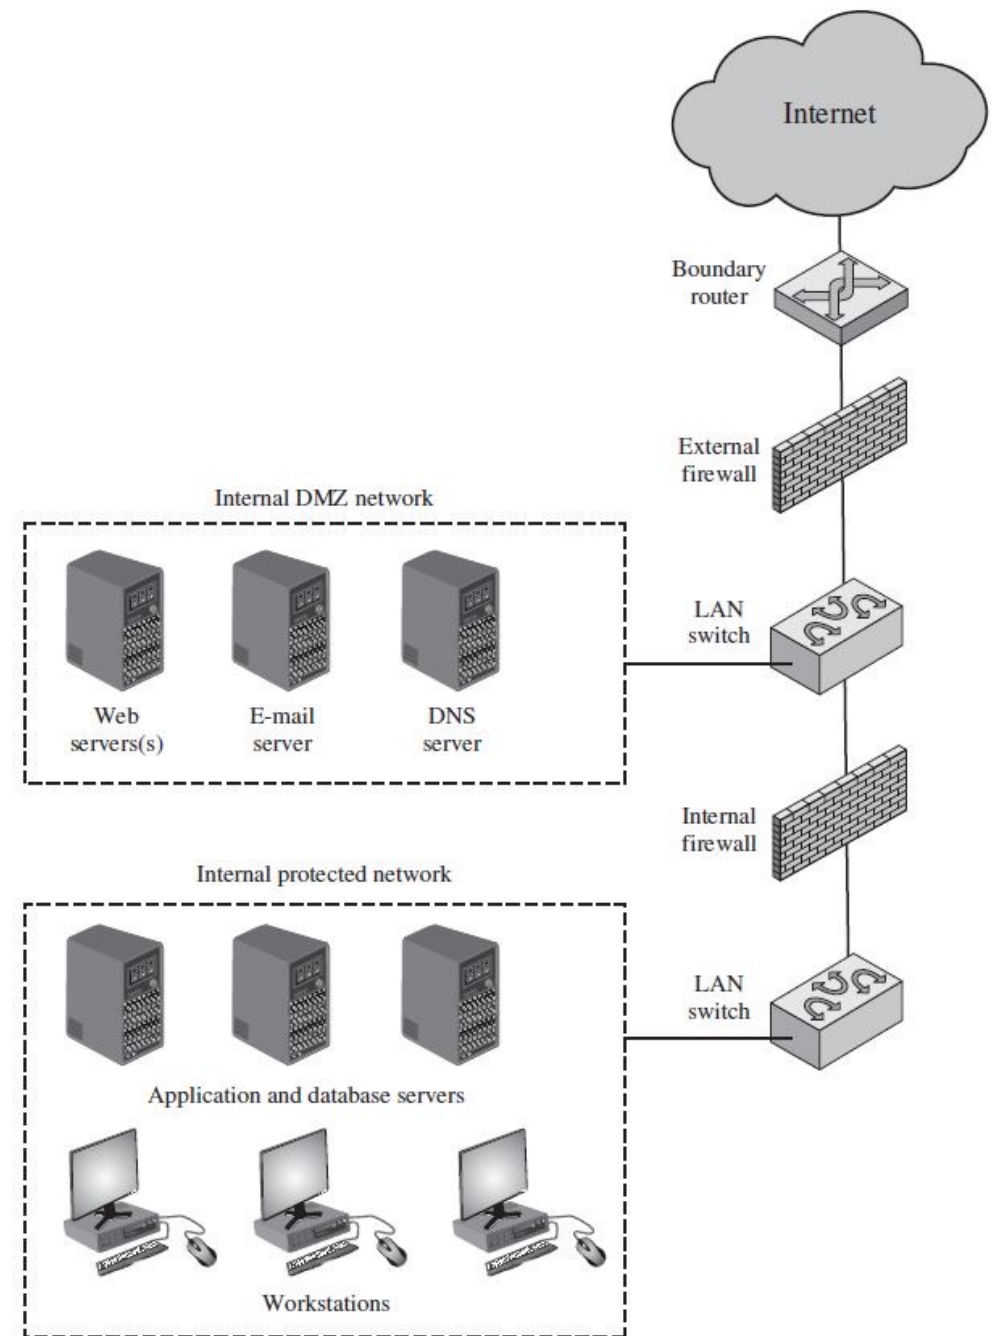 Internet
Boundary
router
External
firewall
Internal DMZ network
LAN
switch
Web
servers(s)
E-mail
server
DNS
server
Internal
firewall
Internal protected network
LAN
switch
Application and database servers
Workstations